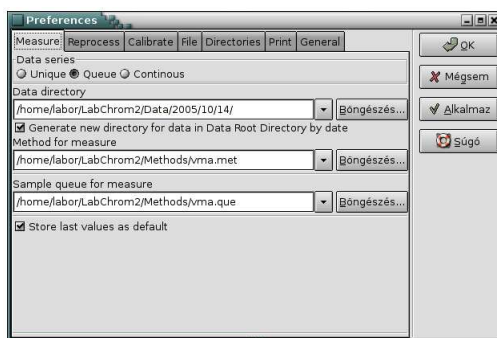 Preferences
Measure Reprocess Calibrate File Directories Print General
Data series
Unique Queue Continous
Data directory
/home/labor/LabChrom2/Data/2005/10/14/ Böngészés...
Generate new directory for data in Data Root Directory by date
Method for measure
/home/labor/LabChrom2/Methods/vma.met Böngészés...
Sample queue for measure
/home/labor/LabChrom2/Methods/vma.que Böngészés...
Store last values as default
OK
Mégsem
Alkalmaz
Súgó